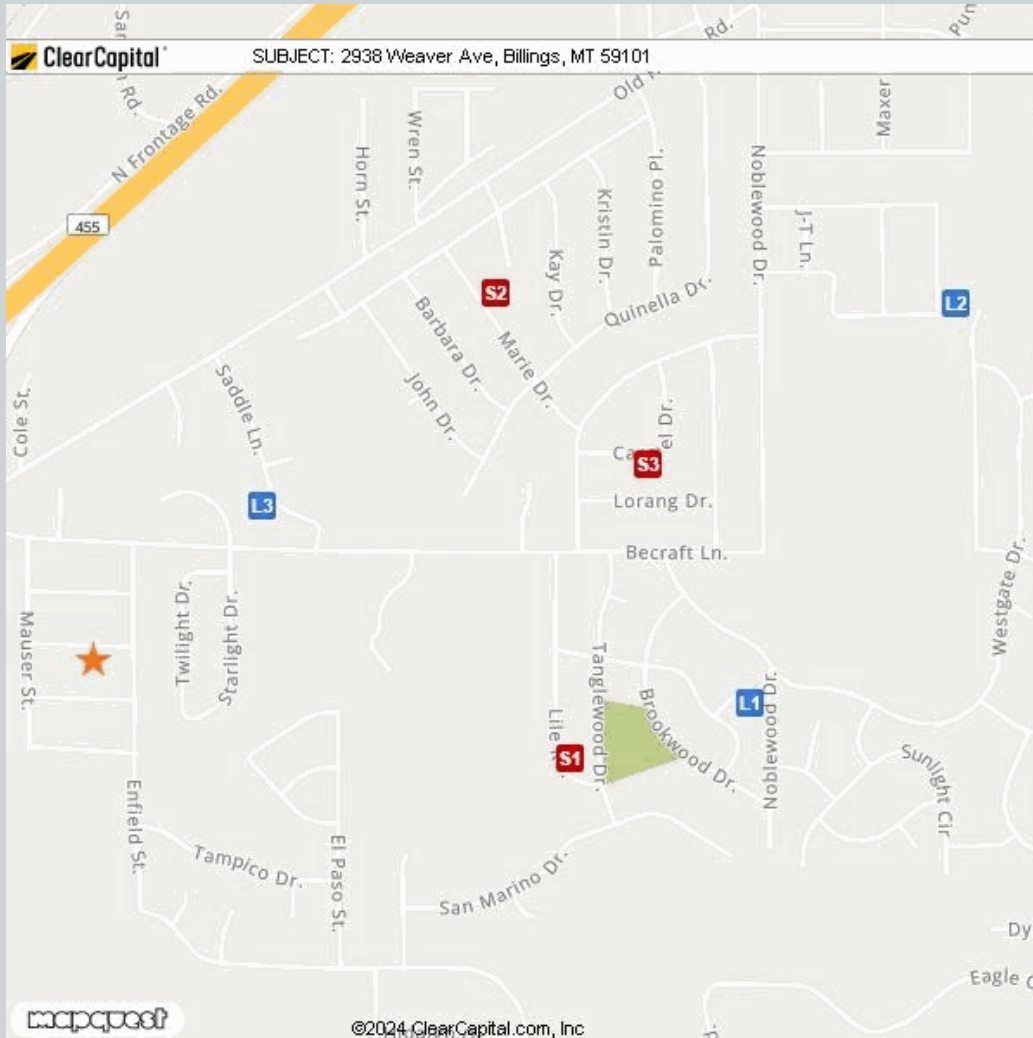 ClearCapital
SUBJECT: 2938 Weaver Ave, Billings, MT 59101
Rd.
Rd.
N Frontage Rd.
Old
455
Horn St.
Wren St.
Kristin Dr.
Palomino Pl.
Noblewood Dr.
J-T Ln.
Maxer
S2
Kay Dr.
L2
Quinella Dr.
Barbara Dr.
Marie Dr.
John Dr.
Saddle Ln.
Cole St.
S3
L3
Lorang Dr.
Becraft Ln.
Mauser St.
Twilight Dr.
Starlight Dr.
Westgate Dr.
Tanglewood Dr.
Brookwood Dr.
L1
Noblewood Dr.
S1
Sunlight Cir
Enfield St.
Tampico Dr.
El Paso St.
San Marino Dr.
Eagle
mapquest
©2024 ClearCapital.com, Inc